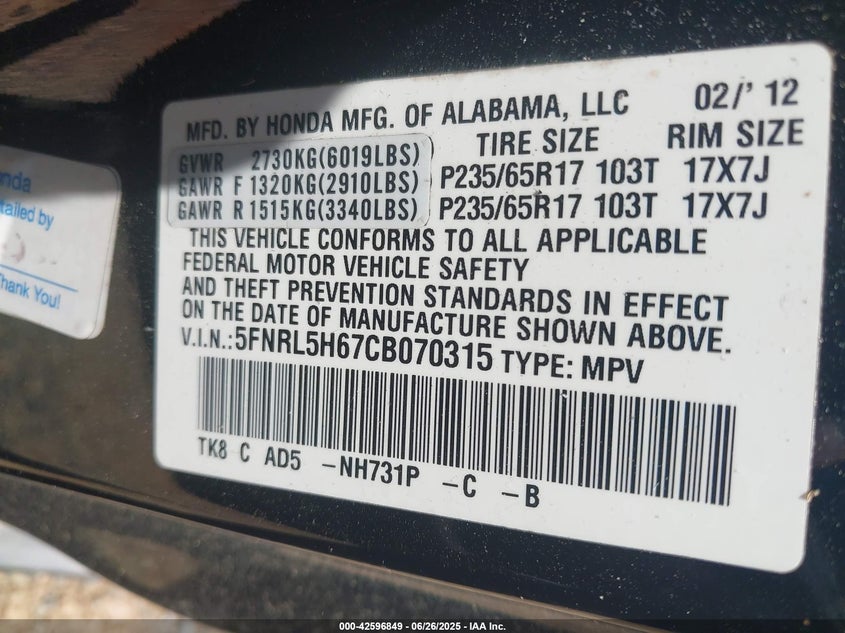 MFD. BY HONDA MFG. OF ALABAMA, LLC 02/' 12
TIRE SIZE RIM SIZE
GVWR 2730KG(6019LBS)
GAWR F 1320KG(2910LBS) P235/65R17 103T 17X7J
GAWR R 1515KG(3340LBS) P235/65R17 103T 17X7J
THIS VEHICLE CONFORMS TO ALL APPLICABLE
FEDERAL MOTOR VEHICLE SAFETY
AND THEFT PREVENTION STANDARDS IN EFFECT
ON THE DATE OF MANUFACTURE SHOWN ABOVE.
V.I.N.:5FNRL5H67CB070315 TYPE: MPV
TK8 C AD5 -NH731P -C -B
by
Thank You!
000-42596849 | 06/26/2025 - IAA Inc.